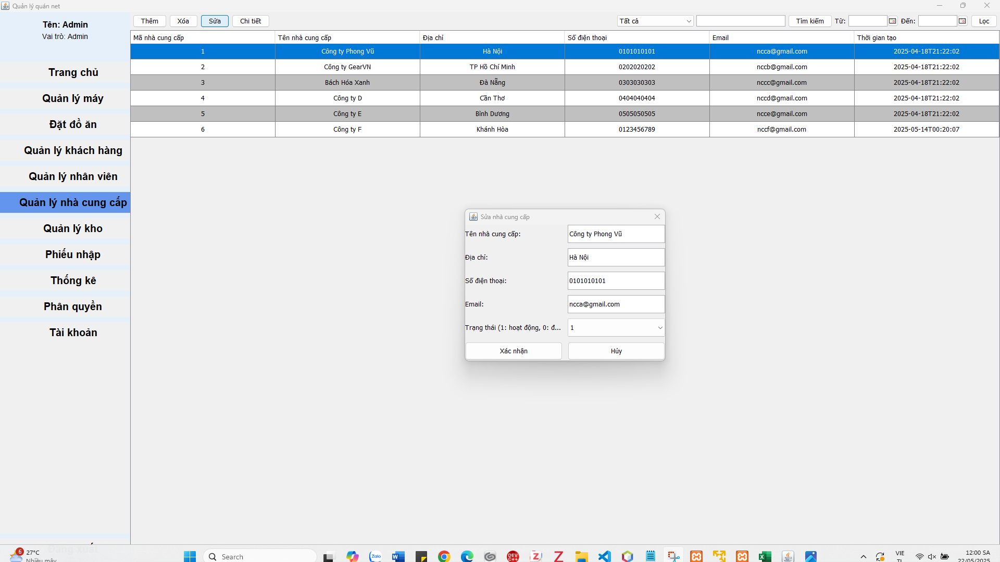 Quản lý quán net
Tên: Admin
Vai trò: Admin
Trang chủ
Quản lý máy
Đặt đồ ăn
Quản lý khách hàng
Quản lý nhân viên
Quản lý nhà cung cấp
Quản lý kho
Phiếu nhập
Thống kê
Phân quyền
Tài khoản
Đăng xuất
Thêm Xóa Sửa Chi tiết Tất cả Tìm kiếm Từ: Đến: Lọc
Mã nhà cung cấp Tên nhà cung cấp Địa chỉ Số điện thoại Email Thời gian tạo
1 Công ty Phong Vũ Hà Nội 0101010101 ncca@gmail.com 2025-04-18T21:22:02
2 Công ty GearVN TP Hồ Chí Minh 0202020202 nccb@gmail.com 2025-04-18T21:22:02
3 Bách Hóa Xanh Đà Nẵng 0303030303 nccc@gmail.com 2025-04-18T21:22:02
4 Công ty D Cần Thơ 0404040404 nccd@gmail.com 2025-04-18T21:22:02
5 Công ty E Bình Dương 0505050505 ncce@gmail.com 2025-04-18T21:22:02
6 Công ty F Khánh Hòa 0123456789 nccf@gmail.com 2025-05-14T00:20:07
Sửa nhà cung cấp
Tên nhà cung cấp: Công ty Phong Vũ
Địa chỉ: Hà Nội
Số điện thoại: 0101010101
Email: ncca@gmail.com
Trạng thái (1: hoạt động, 0: đ... 1
Xác nhận Hủy
6
27°C
Nhiều mây
Search
Zalo
DEV C++
VIE
TL
12:00 SA
22/05/2025